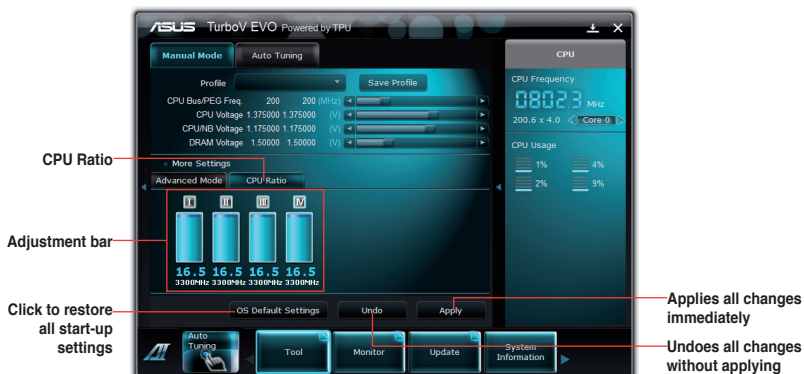 ASUS TurboV EVO Powered by TPU
Manual Mode Auto Tuning
Profile Save Profile
CPU Bus/PEG Freq. 200 200 (MHz)
CPU Voltage 1.375000 1.375000 (V)
CPU/NB Voltage 1.175000 1.175000 (V)
DRAM Voltage 1.50000 1.50000 (V)
More Settings
Advanced Mode CPU Ratio
I II III IV
16.5 16.5 16.5 16.5
3300MHz 3300MHz 3300MHz 3300MHz
OS Default Settings Undo Apply
Auto Tuning
Tool
Monitor
Update
System Information
CPU
CPU Frequency
0802.3 MHz
200.6 x 4.0 Core 0
CPU Usage
1% 4%
2% 9%
CPU Ratio
Adjustment bar
Click to restore
all start-up
settings
Applies all changes
immediately
Undoes all changes
without applying